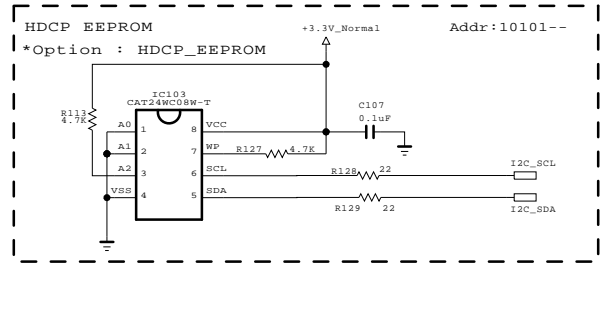 HDCP EEPROM
+3.3V_Normal
Addr:10101--
*Option : HDCP_EEPROM
IC103
CAT24WC08W-T
R113
4.7K
C107
0.1uF
A0 1 8 VCC
A1 2 7 WP R127 4.7K
A2 3 6 SCL R128 22 I2C_SCL
VSS 4 5 SDA
R129 22 I2C_SDA